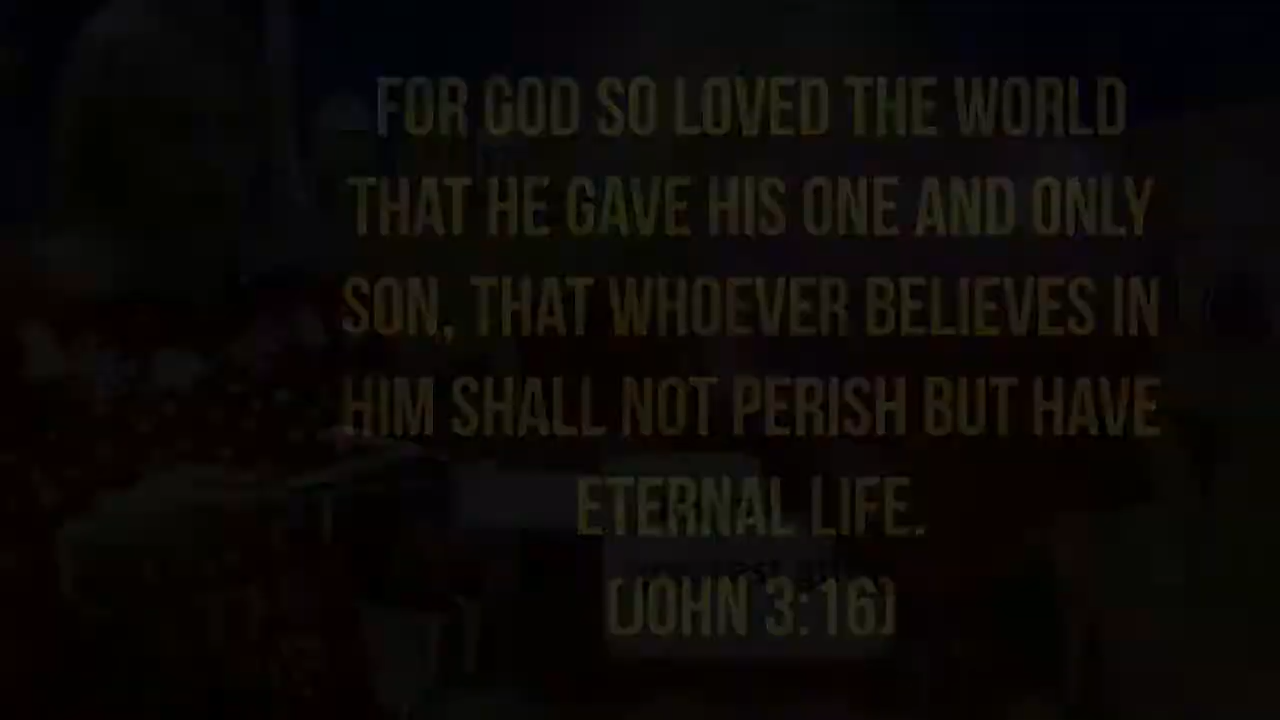 FOR GOD SO LOVED THE WORLD
THAT HE GAVE HIS ONE AND ONLY
SON, THAT WHOEVER BELIEVES IN
HIM SHALL NOT PERISH BUT HAVE
ETERNAL LIFE.
(JOHN 3:16)